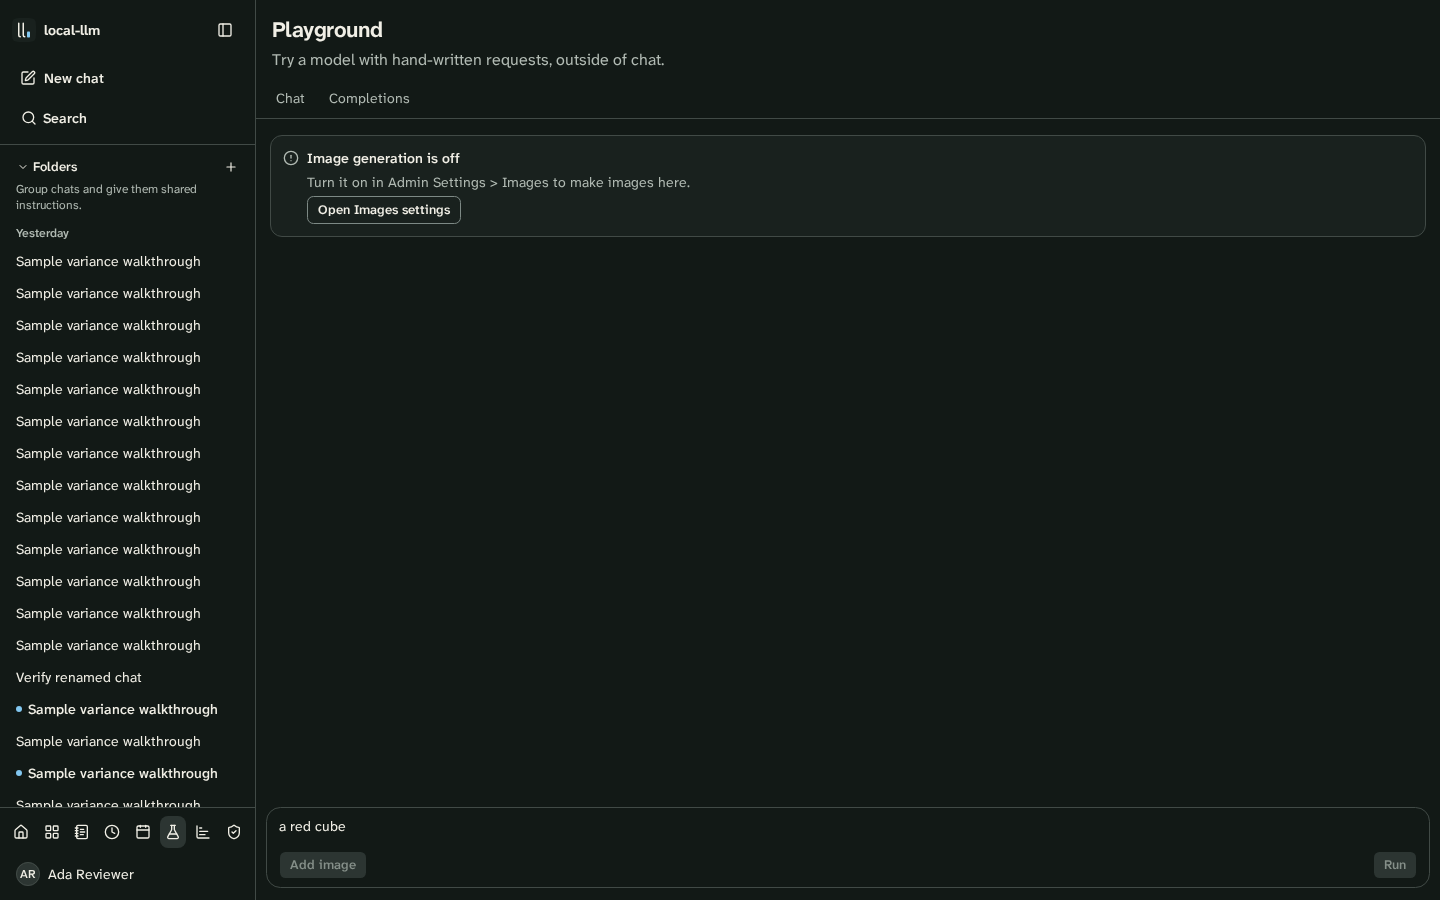 local-llm
New chat
Search
Folders
Group chats and give them shared
instructions.
Yesterday
Sample variance walkthrough
Sample variance walkthrough
Sample variance walkthrough
Sample variance walkthrough
Sample variance walkthrough
Sample variance walkthrough
Sample variance walkthrough
Sample variance walkthrough
Sample variance walkthrough
Sample variance walkthrough
Sample variance walkthrough
Sample variance walkthrough
Sample variance walkthrough
Verify renamed chat
Sample variance walkthrough
Sample variance walkthrough
Sample variance walkthrough
Sample variance walkthrough
AR Ada Reviewer
Playground
Try a model with hand-written requests, outside of chat.
Chat Completions
Image generation is off
Turn it on in Admin Settings > Images to make images here.
Open Images settings
a red cube
Add image Run